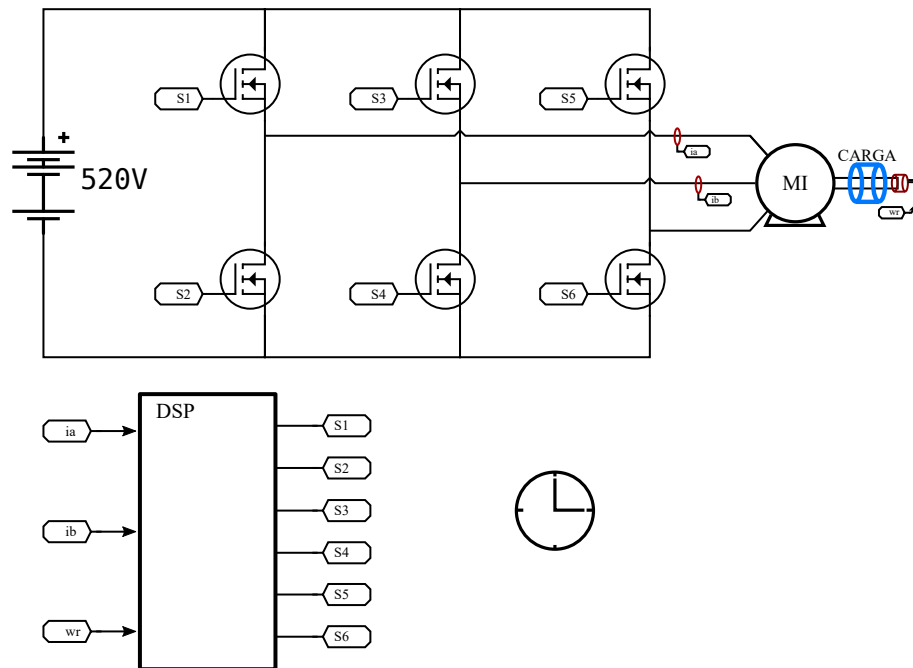 S1
S3
S5
+
520V
ia
ib
MI
CARGA
wr
S2
S4
S6
DSP
ia
ib
wr
S1
S2
S3
S4
S5
S6